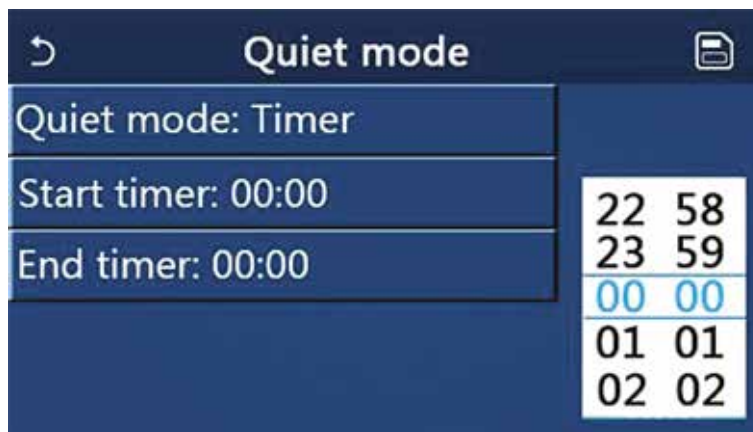 Quiet mode
Quiet mode: Timer
Start timer: 00:00
End timer: 00:00
22 58
23 59
00 00
01 01
02 02